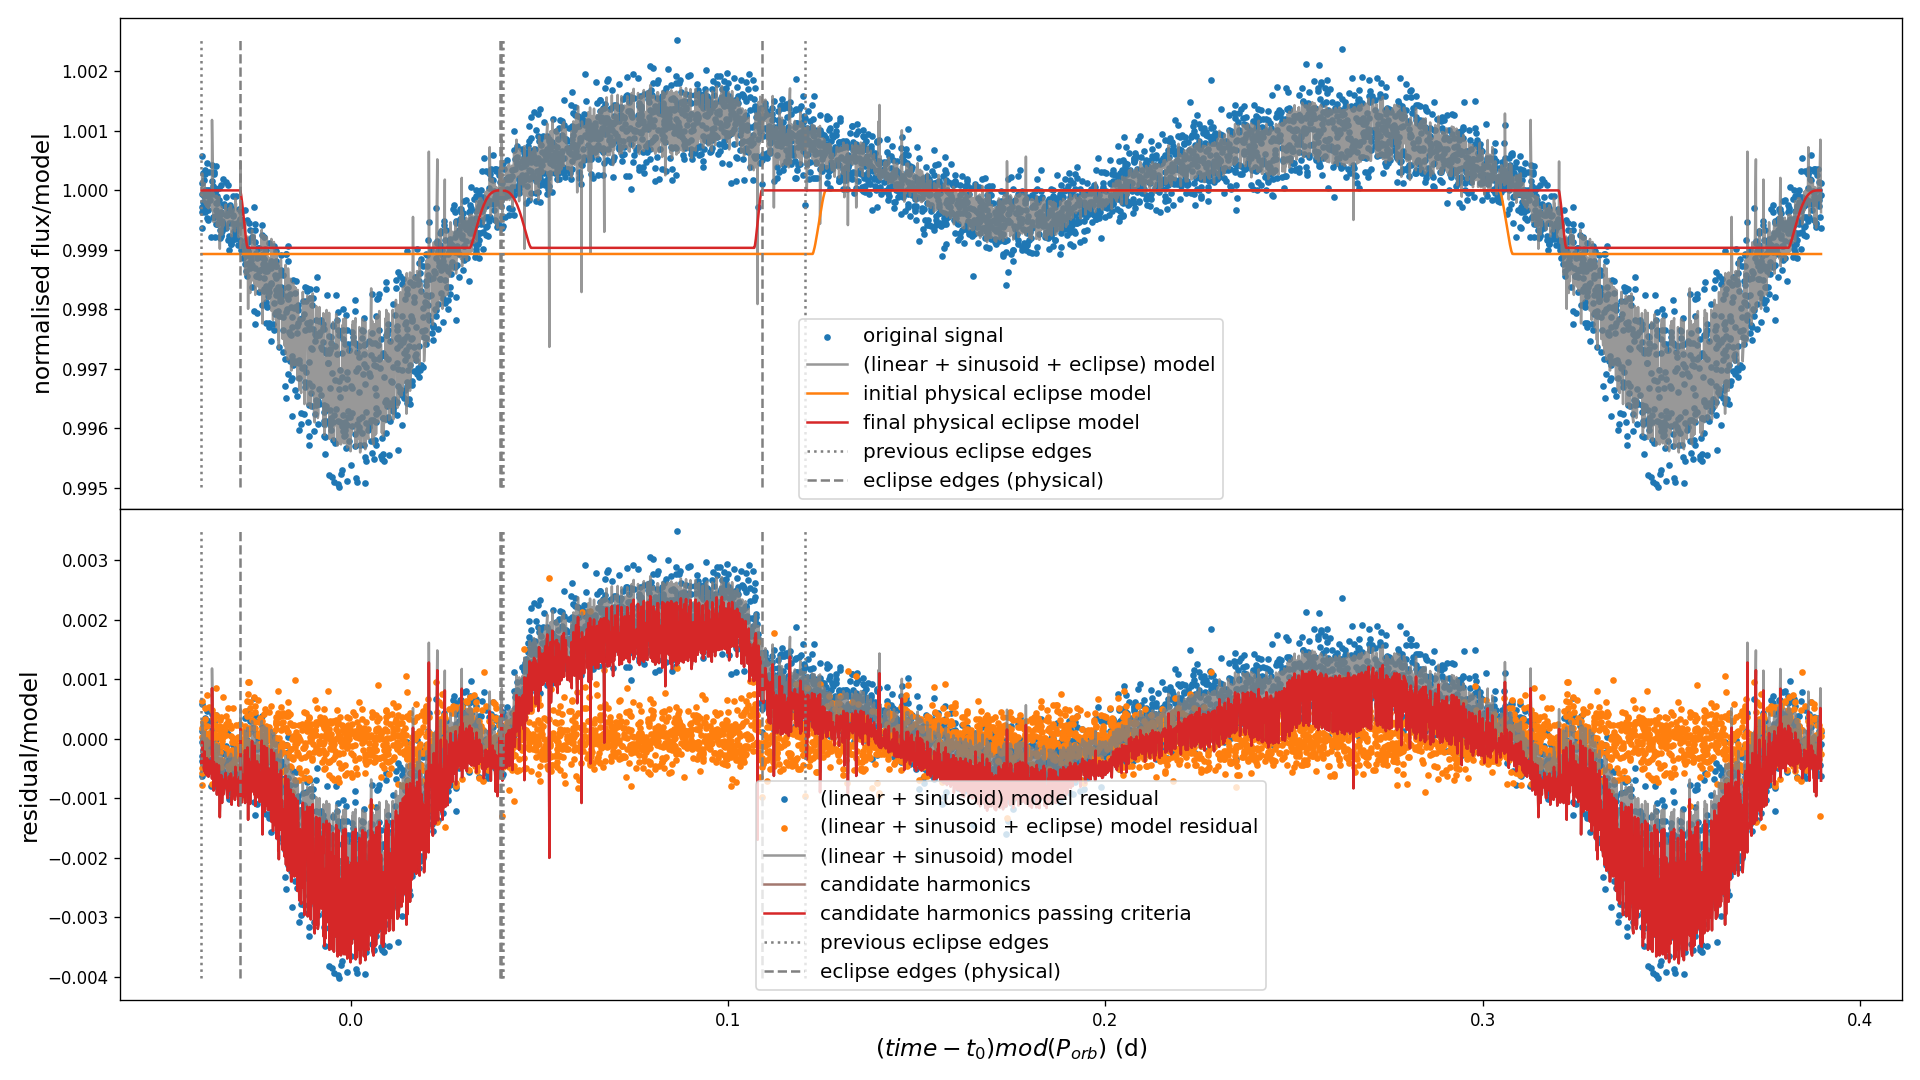 normalised flux/model
1.002
1.001
1.000
0.999
0.998
0.997
0.996
0.995
original signal
(linear + sinusoid + eclipse) model
initial physical eclipse model
final physical eclipse model
previous eclipse edges
eclipse edges (physical)
residual/model
0.003
0.002
0.001
0.000
−0.001
−0.002
−0.003
−0.004
(linear + sinusoid) model residual
(linear + sinusoid + eclipse) model residual
(linear + sinusoid) model
candidate harmonics
candidate harmonics passing criteria
previous eclipse edges
eclipse edges (physical)
0.0 0.1 0.2 0.3 0.4
(time − t₀)mod(Pₒᵣb) (d)